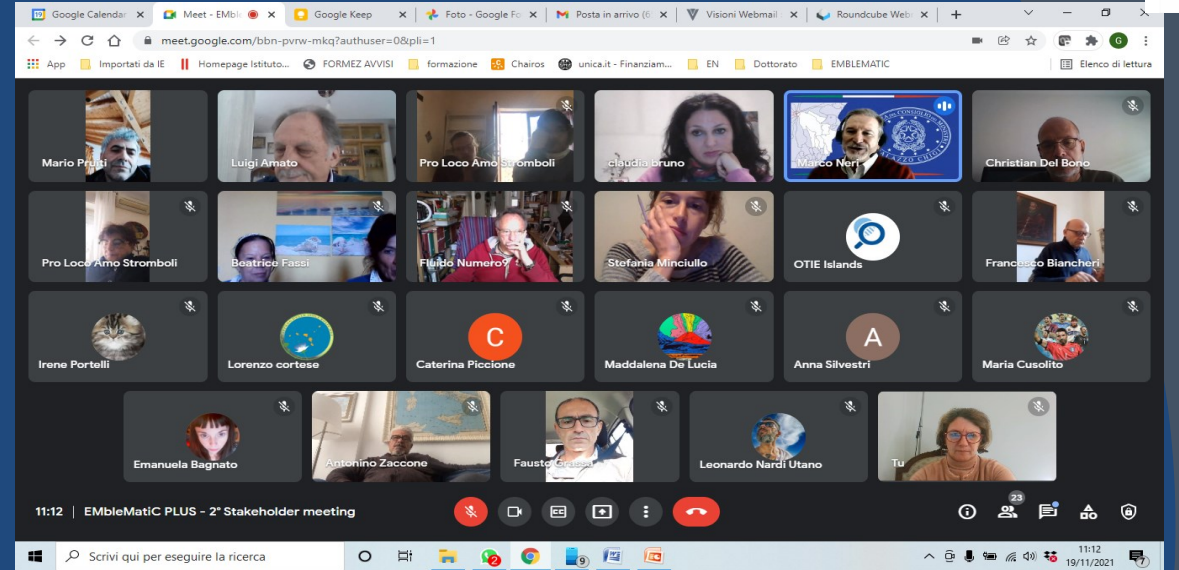 Google Calendar
Meet - EMble
Google Keep
Foto - Google Fo
Posta in arrivo (6
Visioni Webmail
Roundcube Web
meet.google.com/bbn-pvrw-mkq?authuser=0&pli=1
G
App
Importati da IE
Homepage Istituto...
FORMEZ AVVISI
formazione
Chairos
unica.it - Finanziam...
EN
Dottorato
EMBLEMATIC
Elenco di lettura
Mario Pruiti
Luigi Amato
Pro Loco Amo Stromboli
claudia bruno
Marco Neri
Christian Del Bono
Pro Loco Amo Stromboli
Beatrice Fassi
Fluido Numero9
Stefania Minciullo
OTIE Islands
Francesco Biancheri
Irene Portelli
Lorenzo cortese
C
Caterina Piccione
Maddalena De Lucia
A
Anna Silvestri
Maria Cusolito
Emanuela Bagnato
Antonino Zaccone
Fausto Grassa
Leonardo Nardi Utano
Tu
11:12 | EMbleMatiC PLUS - 2° Stakeholder meeting
CC
23
Scrivi qui per eseguire la ricerca
2
9
11:12
19/11/2021
7